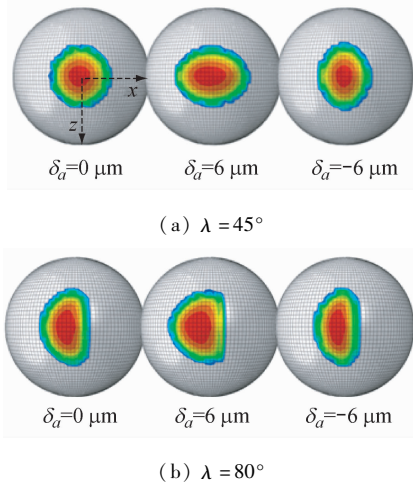 x
z
δa=0 μm δa=6 μm δa=-6 μm
(a) λ = 45°
δa=0 μm δa=6 μm δa=-6 μm
(b) λ = 80°